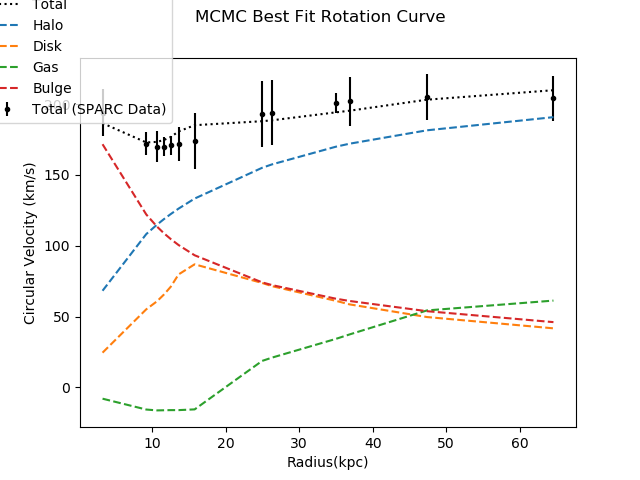 MCMC Best Fit Rotation Curve
Total
Halo
Disk
Gas
Bulge
Total (SPARC Data)
200
150
100
50
0
Circular Velocity (km/s)
10
20
30
40
50
60
Radius(kpc)